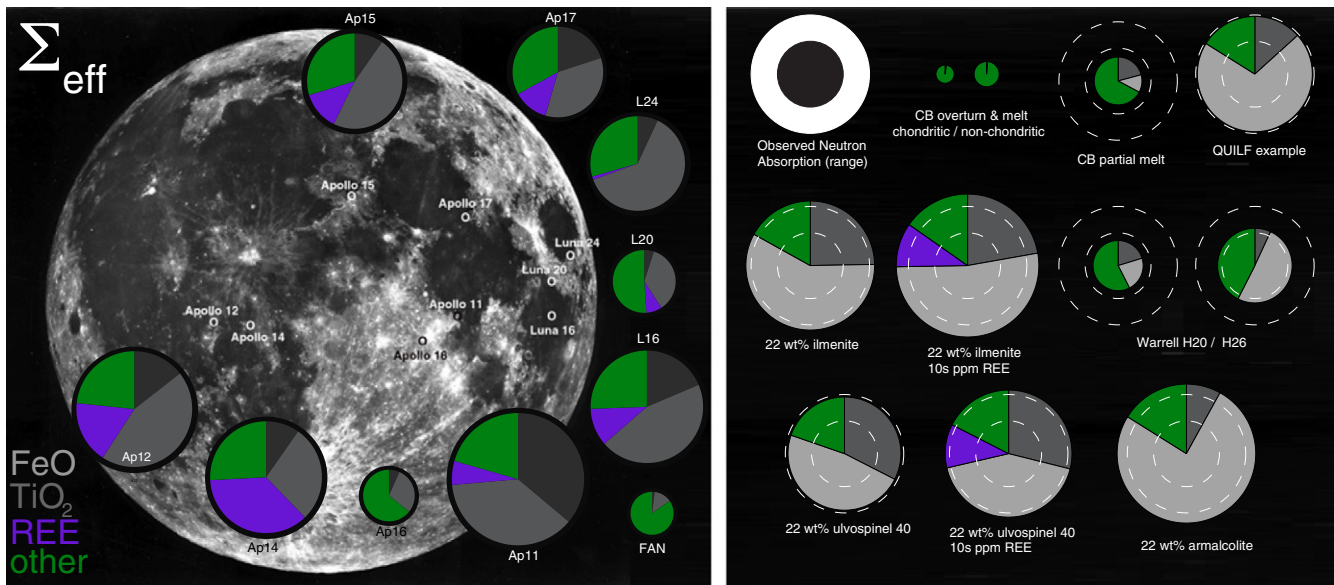 Σ
eff
Ap15
Ap17
L24
L20
L16
FAN
Apollo 15
Apollo 17
Luna 24
Luna 20
Apollo 11
Apollo 12
Apollo 14
Luna 16
Apollo 16
Ap12
Ap14
Ap16
Ap11
FeO
TiO2
REE
other
Observed Neutron
Absorption (range)
CB overturn & melt
chondritic / non-chondritic
CB partial melt
QUILF example
22 wt% ilmenite
22 wt% ilmenite
10s ppm REE
Warrell H20 / H26
22 wt% ulvospinel 40
22 wt% ulvospinel 40
10s ppm REE
22 wt% armalcolite